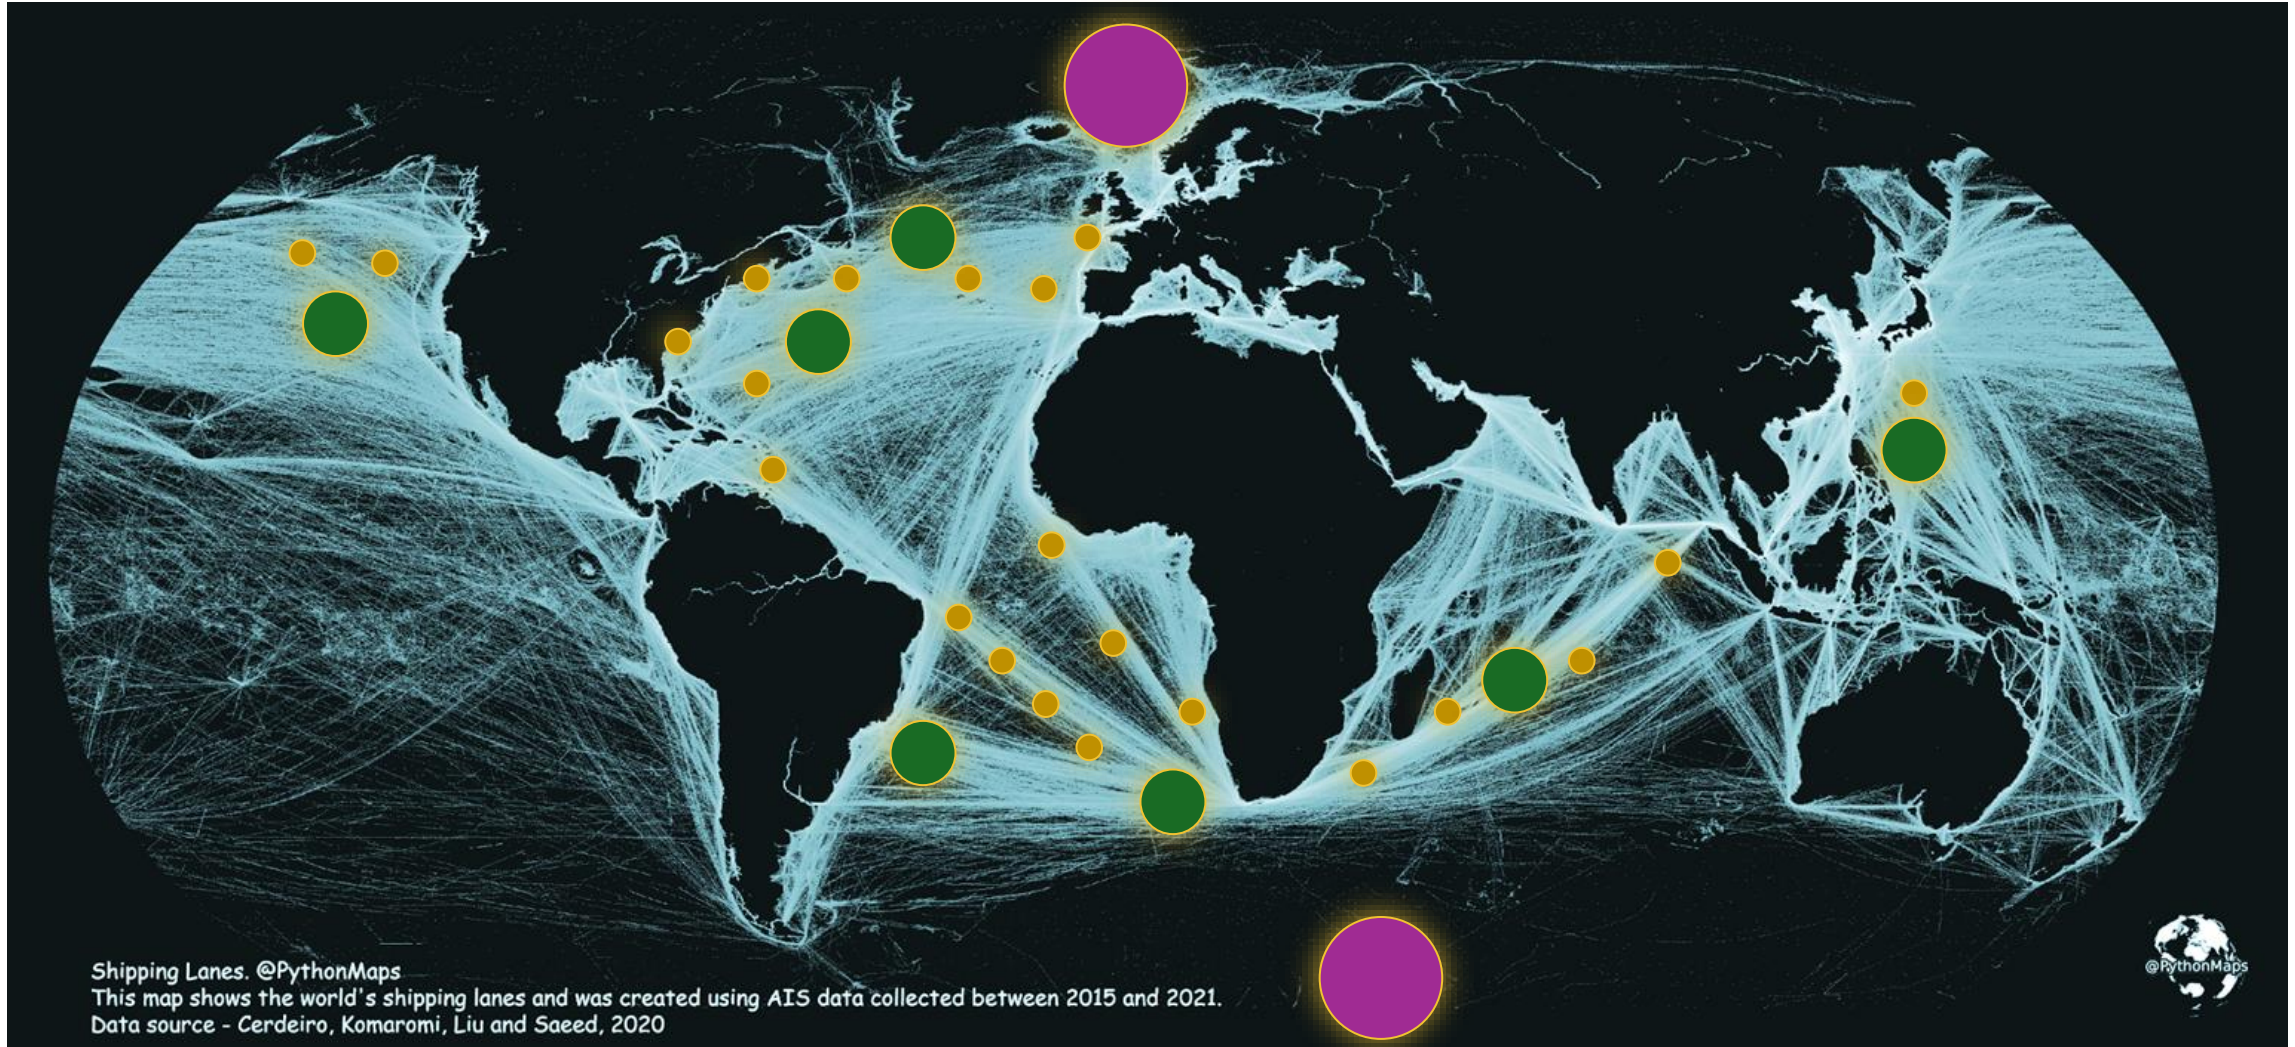 Shipping Lanes. @PythonMaps
This map shows the world's shipping lanes and was created using AIS data collected between 2015 and 2021.
Data source - Cerdeiro, Komaromi, Liu and Saeed, 2020
@PythonMaps